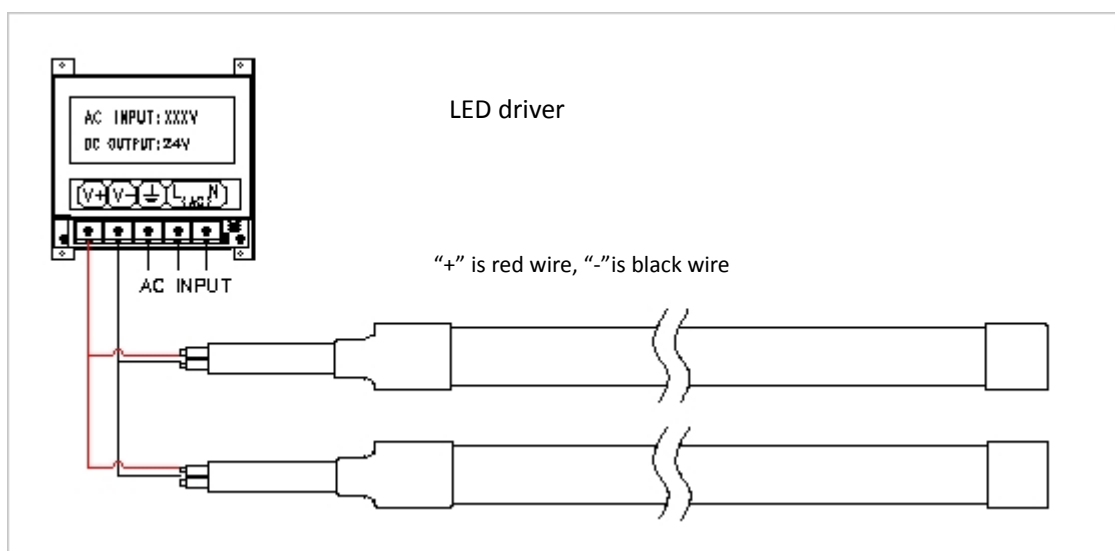 LED driver
AC INPUT: XXXV
DC OUTPUT: 24V
V+ V- L (AC) N
“+” is red wire, “-”is black wire
AC INPUT